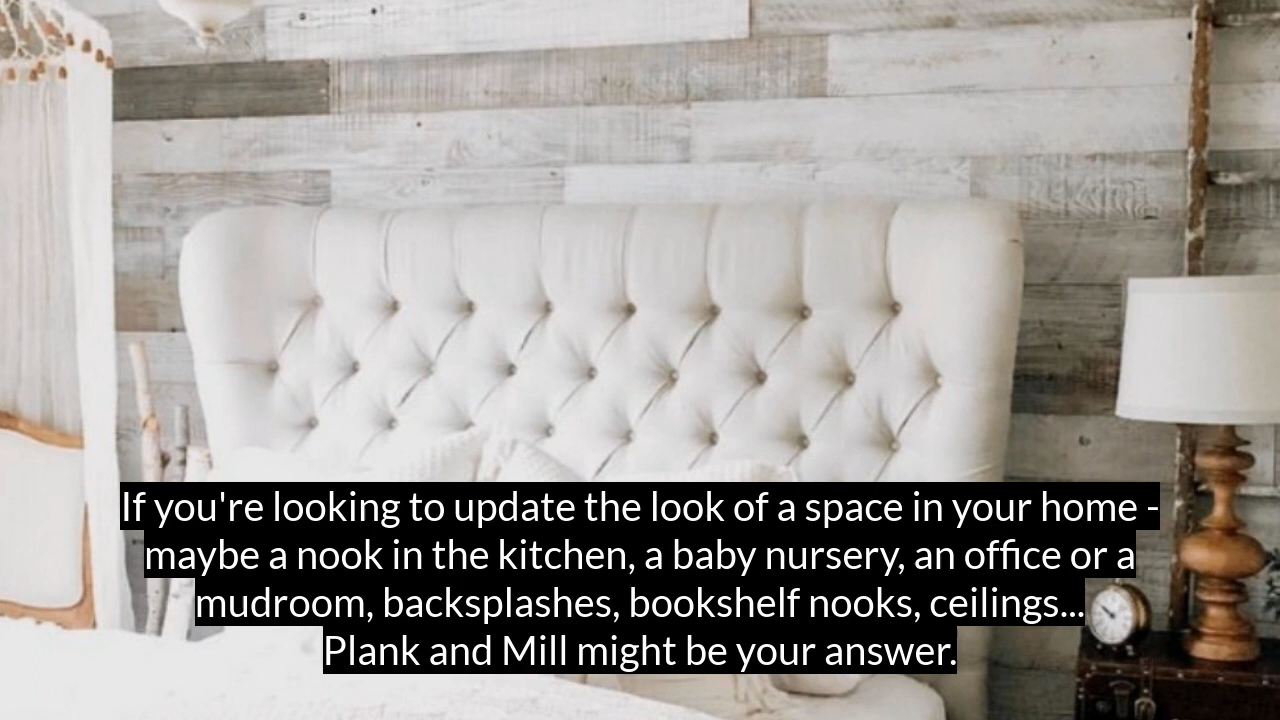 If you're looking to update the look of a space in your home -
maybe a nook in the kitchen, a baby nursery, an office or a
mudroom, backsplashes, bookshelf nooks, ceilings...
Plank and Mill might be your answer.